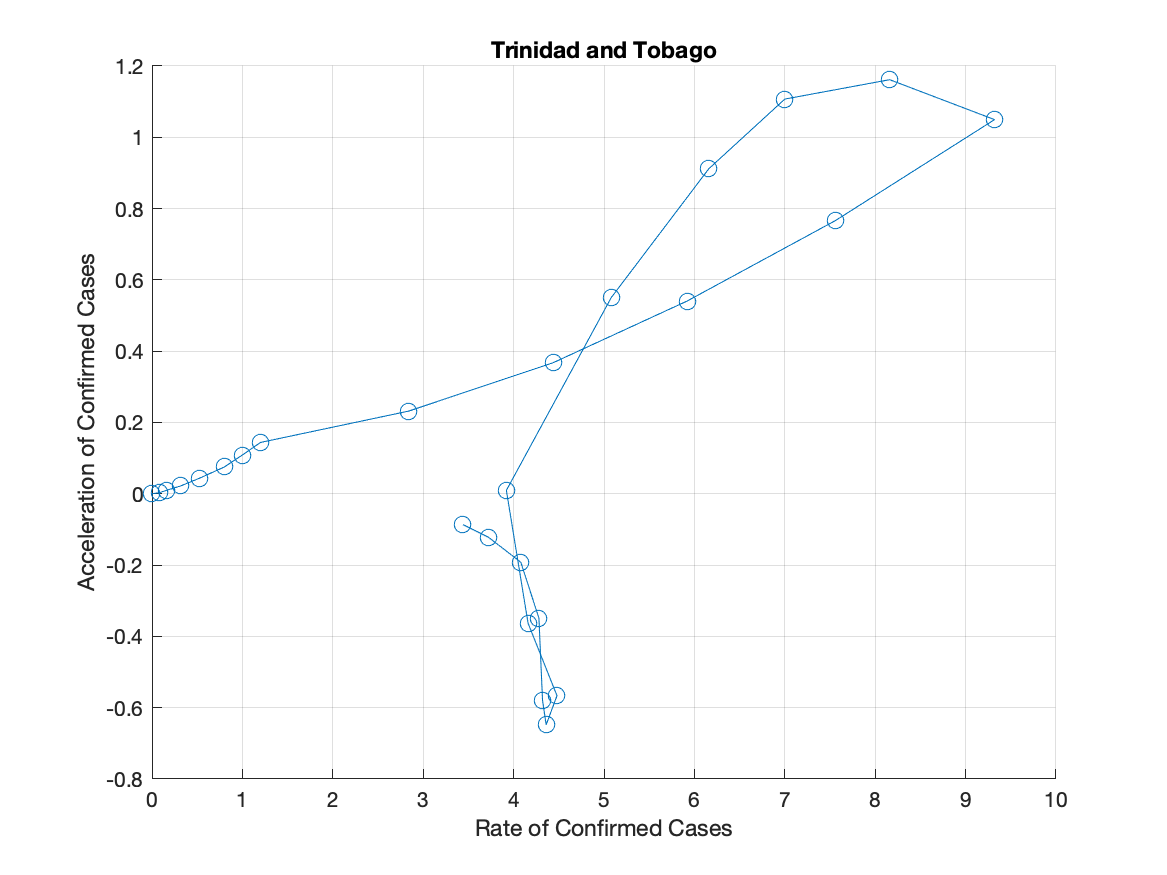 Trinidad and Tobago
1.2
1
0.8
0.6
0.4
0.2
0
-0.2
-0.4
-0.6
-0.8
Acceleration of Confirmed Cases
0 1 2 3 4 5 6 7 8 9 10
Rate of Confirmed Cases